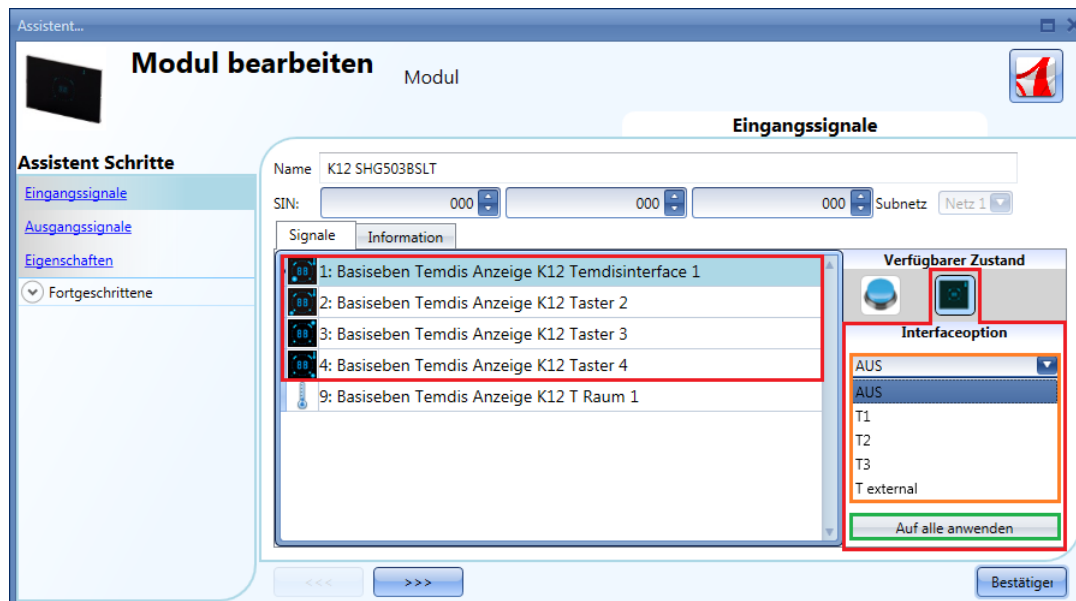 Assistent...
Modul bearbeiten
Modul
Eingangssignale
Assistent Schritte
Eingangssignale
Ausgangssignale
Eigenschaften
Fortgeschrittene
Name K12 SHG503BSLT
SIN: 000 000 000 Subnetz Netz 1
Signale Information
1: Basiseben Temdis Anzeige K12 Temdisinterface 1
2: Basiseben Temdis Anzeige K12 Taster 2
3: Basiseben Temdis Anzeige K12 Taster 3
4: Basiseben Temdis Anzeige K12 Taster 4
9: Basiseben Temdis Anzeige K12 T Raum 1
Verfügbarer Zustand
Interfaceoption
AUS
AUS
T1
T2
T3
T external
Auf alle anwenden
<<< >>>
Bestätiger